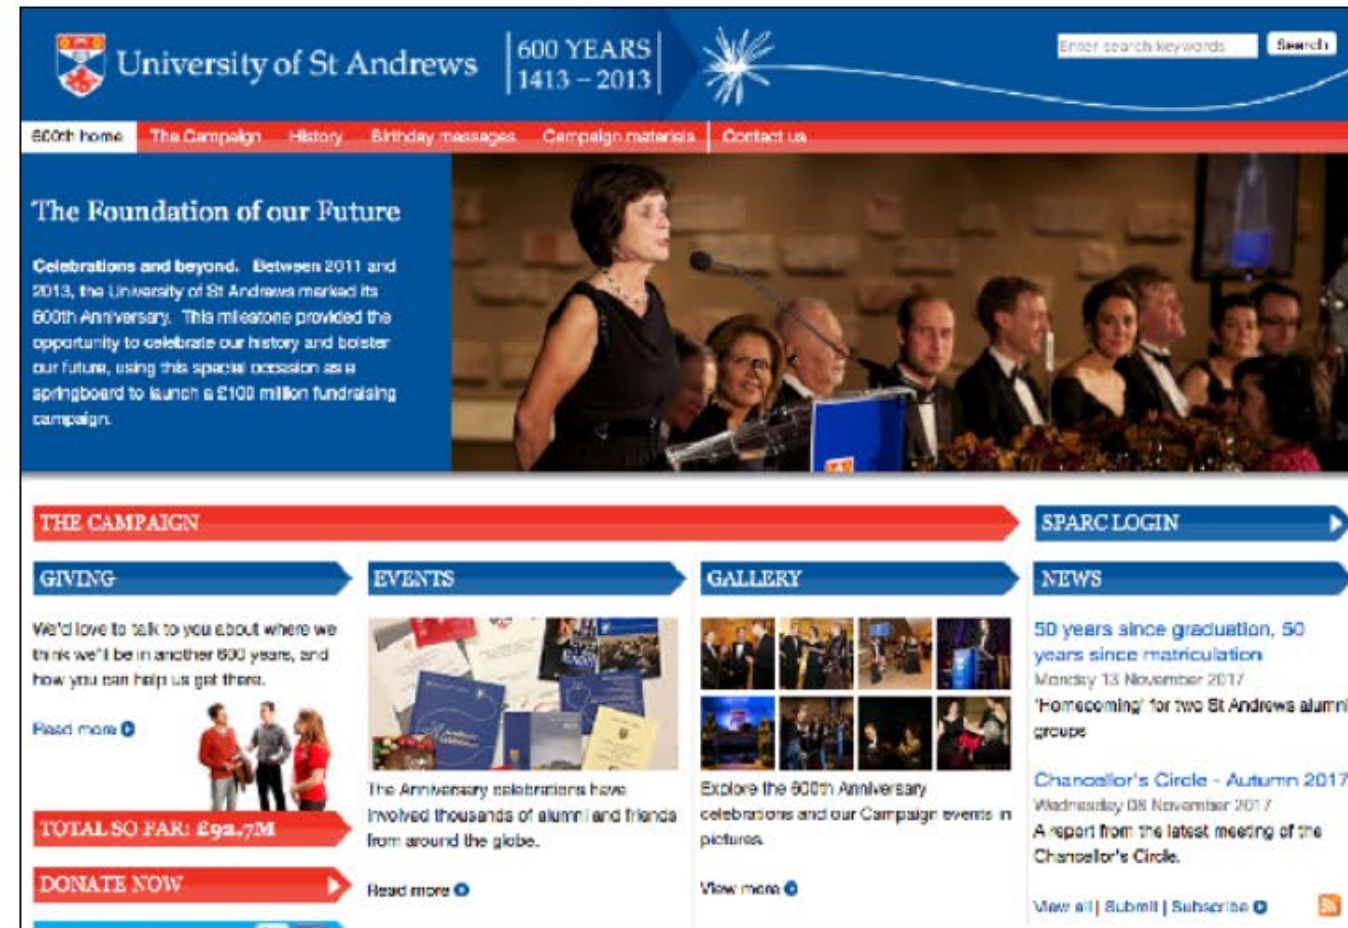 University of St Andrews
600 YEARS
1413 – 2013
Enter search keywords
Search
600th home
The Campaign
History
Birthday messages
Campaign materials
Contact us
The Foundation of our Future
Celebrations and beyond. Between 2011 and
2013, the University of St Andrews marked its
600th Anniversary. This milestone provided the
opportunity to celebrate our history and bolster
our future, using this special occasion as a
springboard to launch a £100 million fundraising
campaign.
THE CAMPAIGN
GIVING
We'd love to talk to you about where we
think we'll be in another 600 years, and
how you can help us get there.
Read more
TOTAL SO FAR: £92.7M
DONATE NOW
EVENTS
The Anniversary celebrations have
involved thousands of alumni and friends
from around the globe.
Read more
GALLERY
Explore the 600th Anniversary
celebrations and our Campaign events in
pictures.
View more
SPARC LOGIN
NEWS
50 years since graduation, 50
years since matriculation
Monday 13 November 2017
'Homecoming' for two St Andrews alumni
groups
Chancellor's Circle - Autumn 2017
Wednesday 08 November 2017
A report from the latest meeting of the
Chancellor's Circle.
View all | Submit | Subscribe